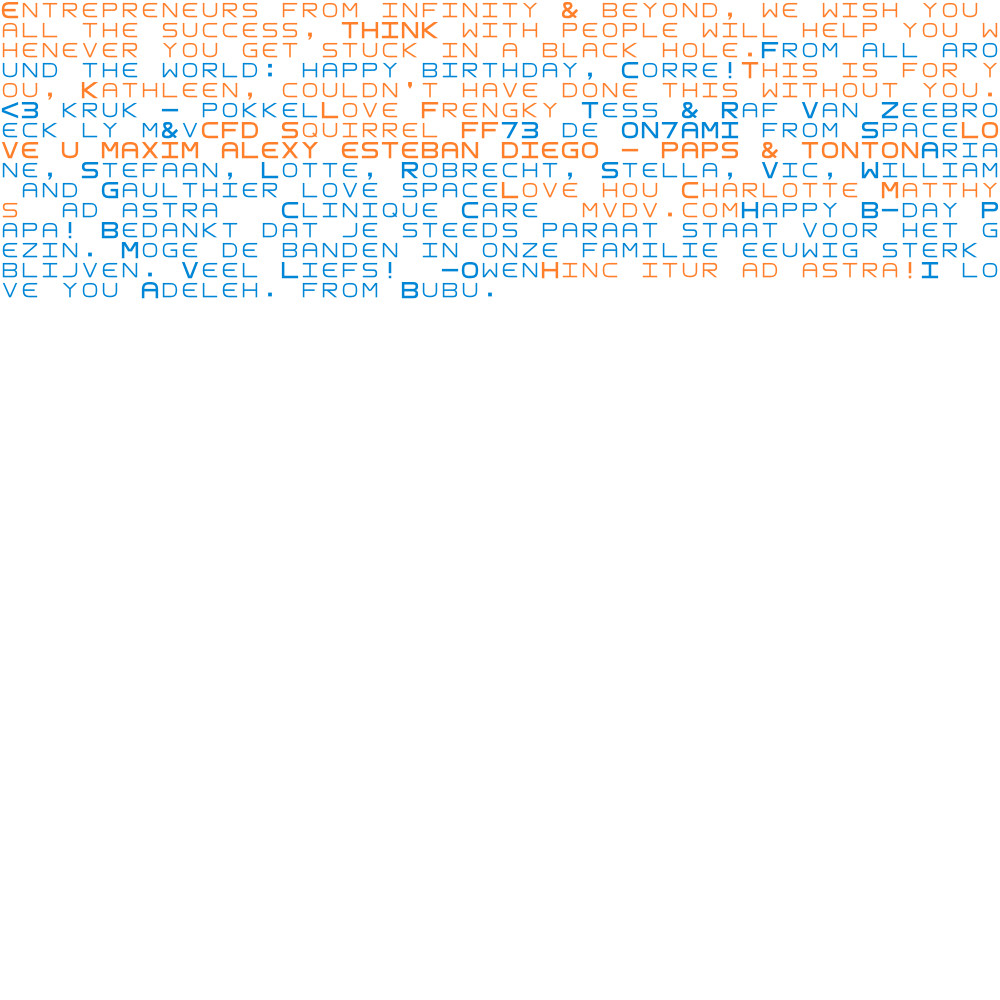 Entrepreneurs from infinity & beyond, we wish you
all the success, THINK with people will help you w
henever you get stuck in a black hole.From all aro
und the world: happy birthday, Corre!This is for y
ou, Kathleen, couldn't have done this without you.
<3 kruk - pokkelLove Frengky Tess & Raf Van Zeebro
eck ly m&vCFD Squirrel FF73 de ON7AMI from SpaceLO
VE U MAXIM ALEXY ESTEBAN DIEGO - PAPS & TONTONAria
ne, Stefaan, Lotte, Robrecht, Stella, Vic, William
and Gaulthier love spaceLove hou Charlotte Matthy
s ad astra Clinique Care mvdv.comHappy B-day P
apa! Bedankt dat je steeds paraat staat voor het g
ezin. Moge de banden in onze familie eeuwig sterk
blijven. Veel Liefs! -OwenHinc itur ad astra!I lo
ve you Adeleh. from Bubu.